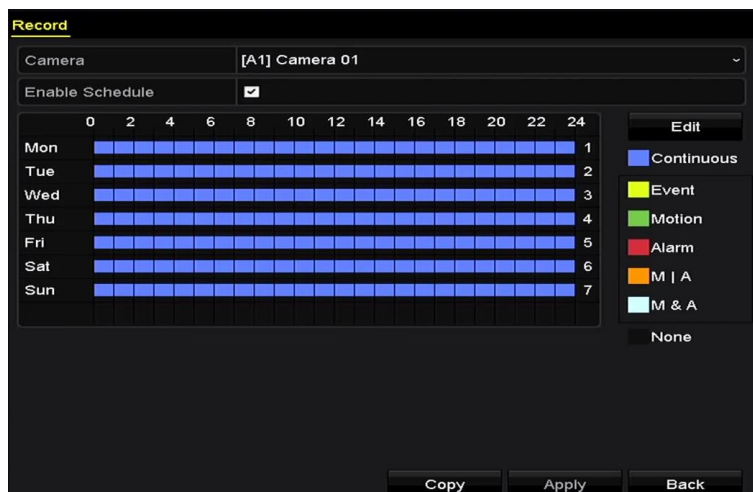 Record
Camera [A1] Camera 01
Enable Schedule
0 2 4 6 8 10 12 14 16 18 20 22 24
Edit
Mon 1
Continuous
Tue 2
Wed 3
Event
Thu 4
Motion
Fri 5
Alarm
Sat 6
M | A
Sun 7
M & A
None
Copy Apply Back